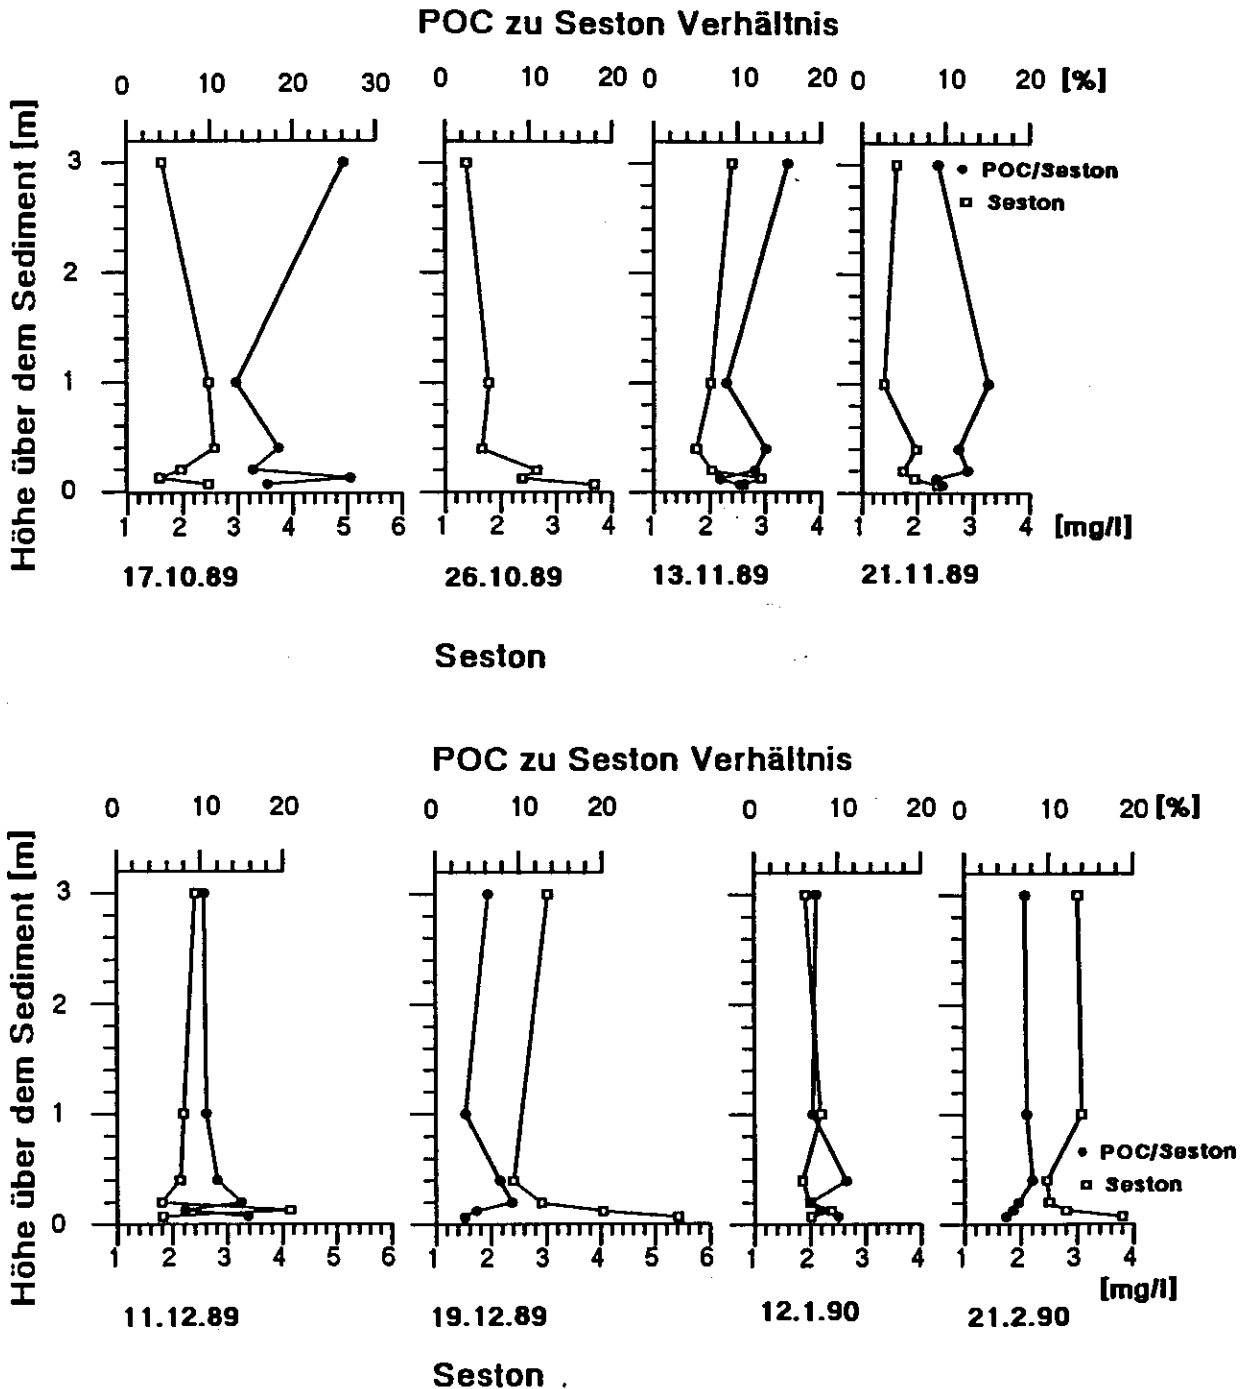 POC zu Seston Verhältnis
0 10 20 30 0 10 20 0 10 20 0 10 20 [%]
Höhe über dem Sediment [m]
3
2
1
0
POC/Seston
Seston
1 2 3 4 5 6 1 2 3 4 1 2 3 4 1 2 3 4 [mg/l]
17.10.89 26.10.89 13.11.89 21.11.89
Seston
POC zu Seston Verhältnis
0 10 20 0 10 20 0 10 20 0 10 20 [%]
Höhe über dem Sediment [m]
3
2
1
0
POC/Seston
Seston
1 2 3 4 1 2 3 4 5 6 1 2 3 4 1 2 3 4
[mg/l]
11.12.89 19.12.89 12.1.90 21.2.90
Seston